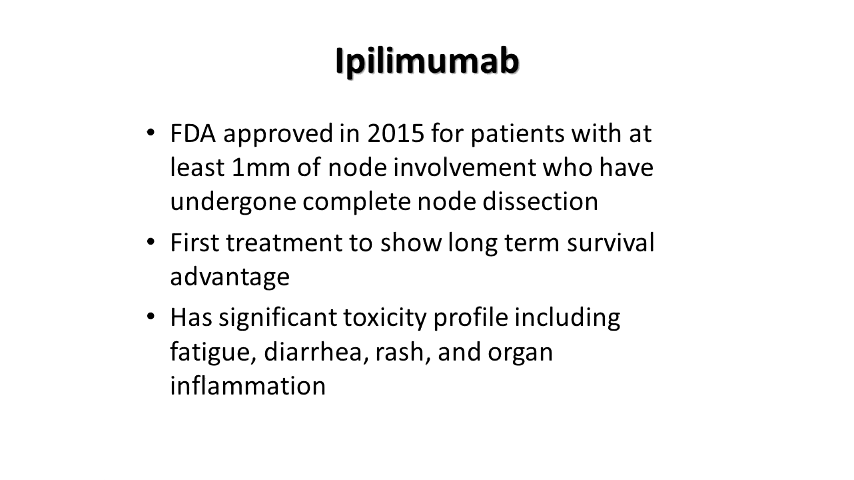 Ipilimumab
• FDA approved in 2015 for patients with at
least 1mm of node involvement who have
undergone complete node dissection
• First treatment to show long term survival
advantage
• Has significant toxicity profile including
fatigue, diarrhea, rash, and organ
inflammation